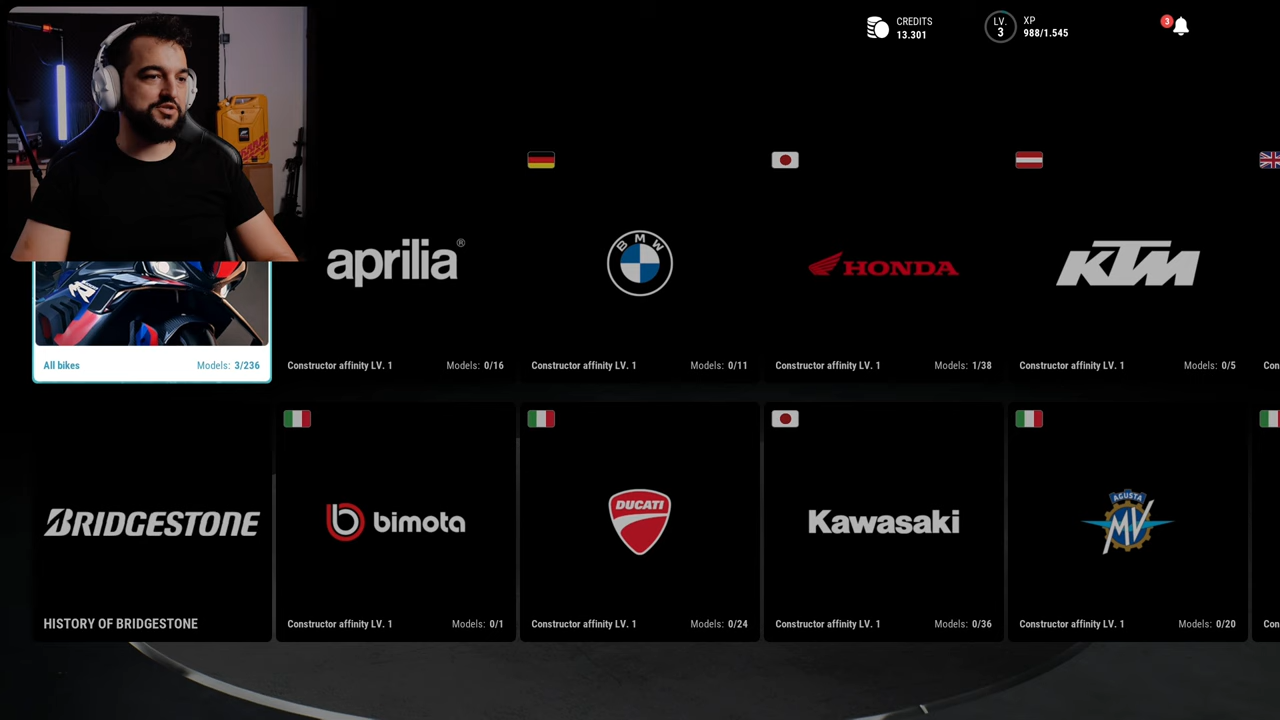 CREDITS
13.301
LV.
3
XP
988/1.545
3
aprilia®
BMW
HONDA
KTM
All bikes
Models: 3/236
Constructor affinity LV. 1
Models: 0/16
Constructor affinity LV. 1
Models: 0/11
Constructor affinity LV. 1
Models: 1/38
Constructor affinity LV. 1
Models: 0/5
Con
BRIDGESTONE
bimota
DUCATI
Kawasaki
AGUSTA
MV
HISTORY OF BRIDGESTONE
Constructor affinity LV. 1
Models: 0/1
Constructor affinity LV. 1
Models: 0/24
Constructor affinity LV. 1
Models: 0/36
Constructor affinity LV. 1
Models: 0/20
Con